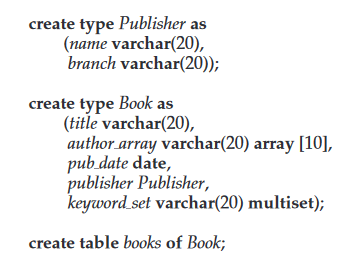 create type Publisher as
(name varchar(20),
branch varchar(20));
create type Book as
(title varchar(20),
author_array varchar(20) array [10],
pub_date date,
publisher Publisher,
keyword_set varchar(20) multiset);
create table books of Book;